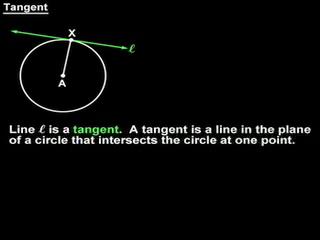 Tangent
X
ℓ
A
Line ℓ is a tangent. A tangent is a line in the plane
of a circle that intersects the circle at one point.